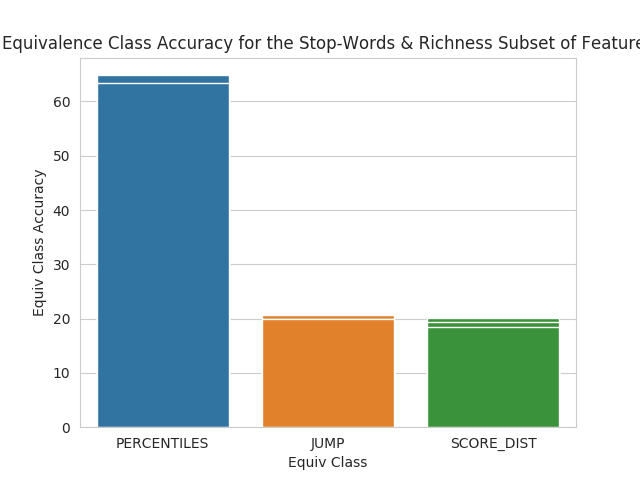 Equivalence Class Accuracy for the Stop-Words & Richness Subset of Feature
Equiv Class Accuracy
60
50
40
30
20
10
0
PERCENTILES JUMP SCORE_DIST
Equiv Class